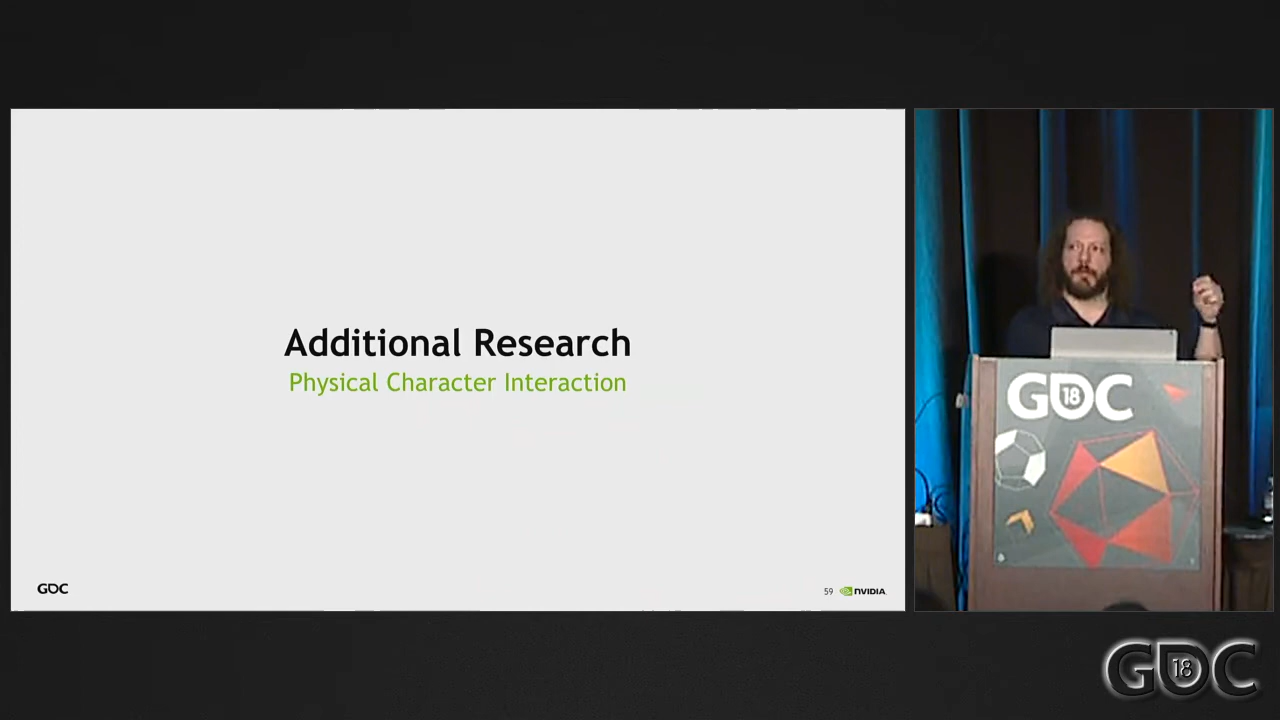 Additional Research
Physical Character Interaction
GDC
59 NVIDIA
GDC
18
GDC
18